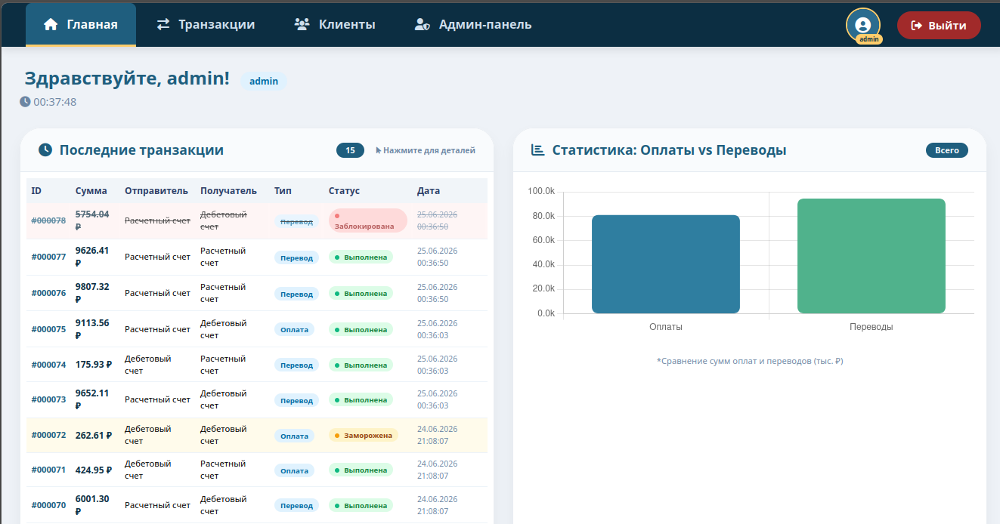 Главная
Транзакции
Клиенты
Админ-панель
admin
Выйти
Здравствуйте, admin!
admin
00:37:48
Последние транзакции
15
Нажмите для деталей
ID Сумма Отправитель Получатель Тип Статус Дата
#000078 5754.04 ₽ Расчетный счет Дебетовый счет Перевод Заблокирована 25.06.2026 00:36:50
#000077 9626.41 ₽ Расчетный счет Расчетный счет Перевод Выполнена 25.06.2026 00:36:50
#000076 9807.32 ₽ Расчетный счет Расчетный счет Перевод Выполнена 25.06.2026 00:36:50
#000075 9113.56 ₽ Расчетный счет Дебетовый счет Оплата Выполнена 25.06.2026 00:36:03
#000074 175.93 ₽ Дебетовый счет Расчетный счет Перевод Выполнена 25.06.2026 00:36:03
#000073 9652.11 ₽ Расчетный счет Дебетовый счет Перевод Выполнена 25.06.2026 00:36:03
#000072 262.61 ₽ Дебетовый счет Дебетовый счет Оплата Заморожена 24.06.2026 21:08:07
#000071 424.95 ₽ Дебетовый счет Расчетный счет Оплата Выполнена 24.06.2026 21:08:07
#000070 6001.30 ₽ Расчетный счет Дебетовый счет Перевод Выполнена 24.06.2026 21:08:07
Статистика: Оплаты vs Переводы
Всего
100.0k
80.0k
60.0k
40.0k
20.0k
0.0k
Оплаты
Переводы
*Сравнение сумм оплат и переводов (тыс. ₽)